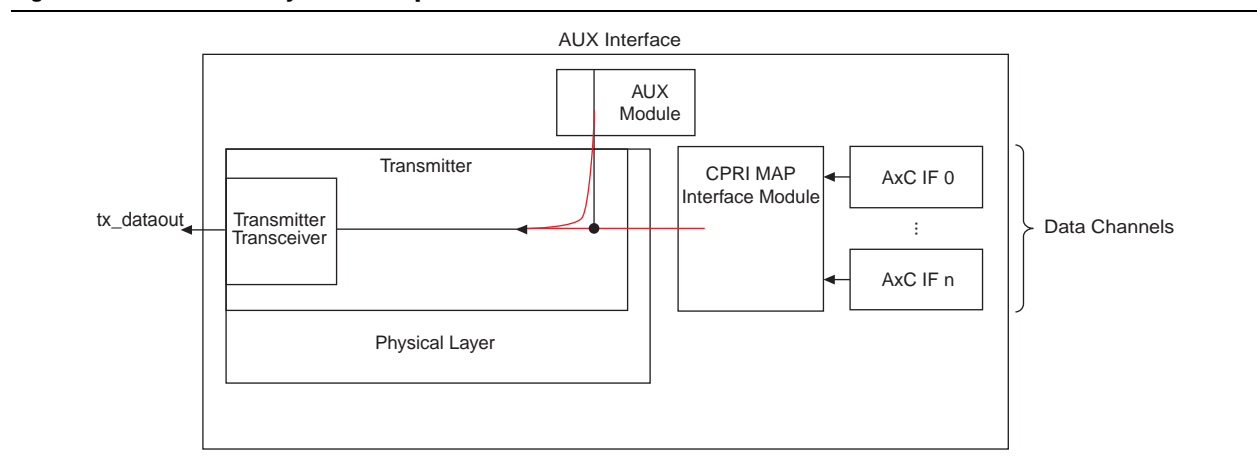 AUX Interface
AUX
Module
Transmitter
CPRI MAP
Interface Module
AxC IF 0
tx_dataout
Transmitter
Transceiver
...
Data Channels
AxC IF n
Physical Layer